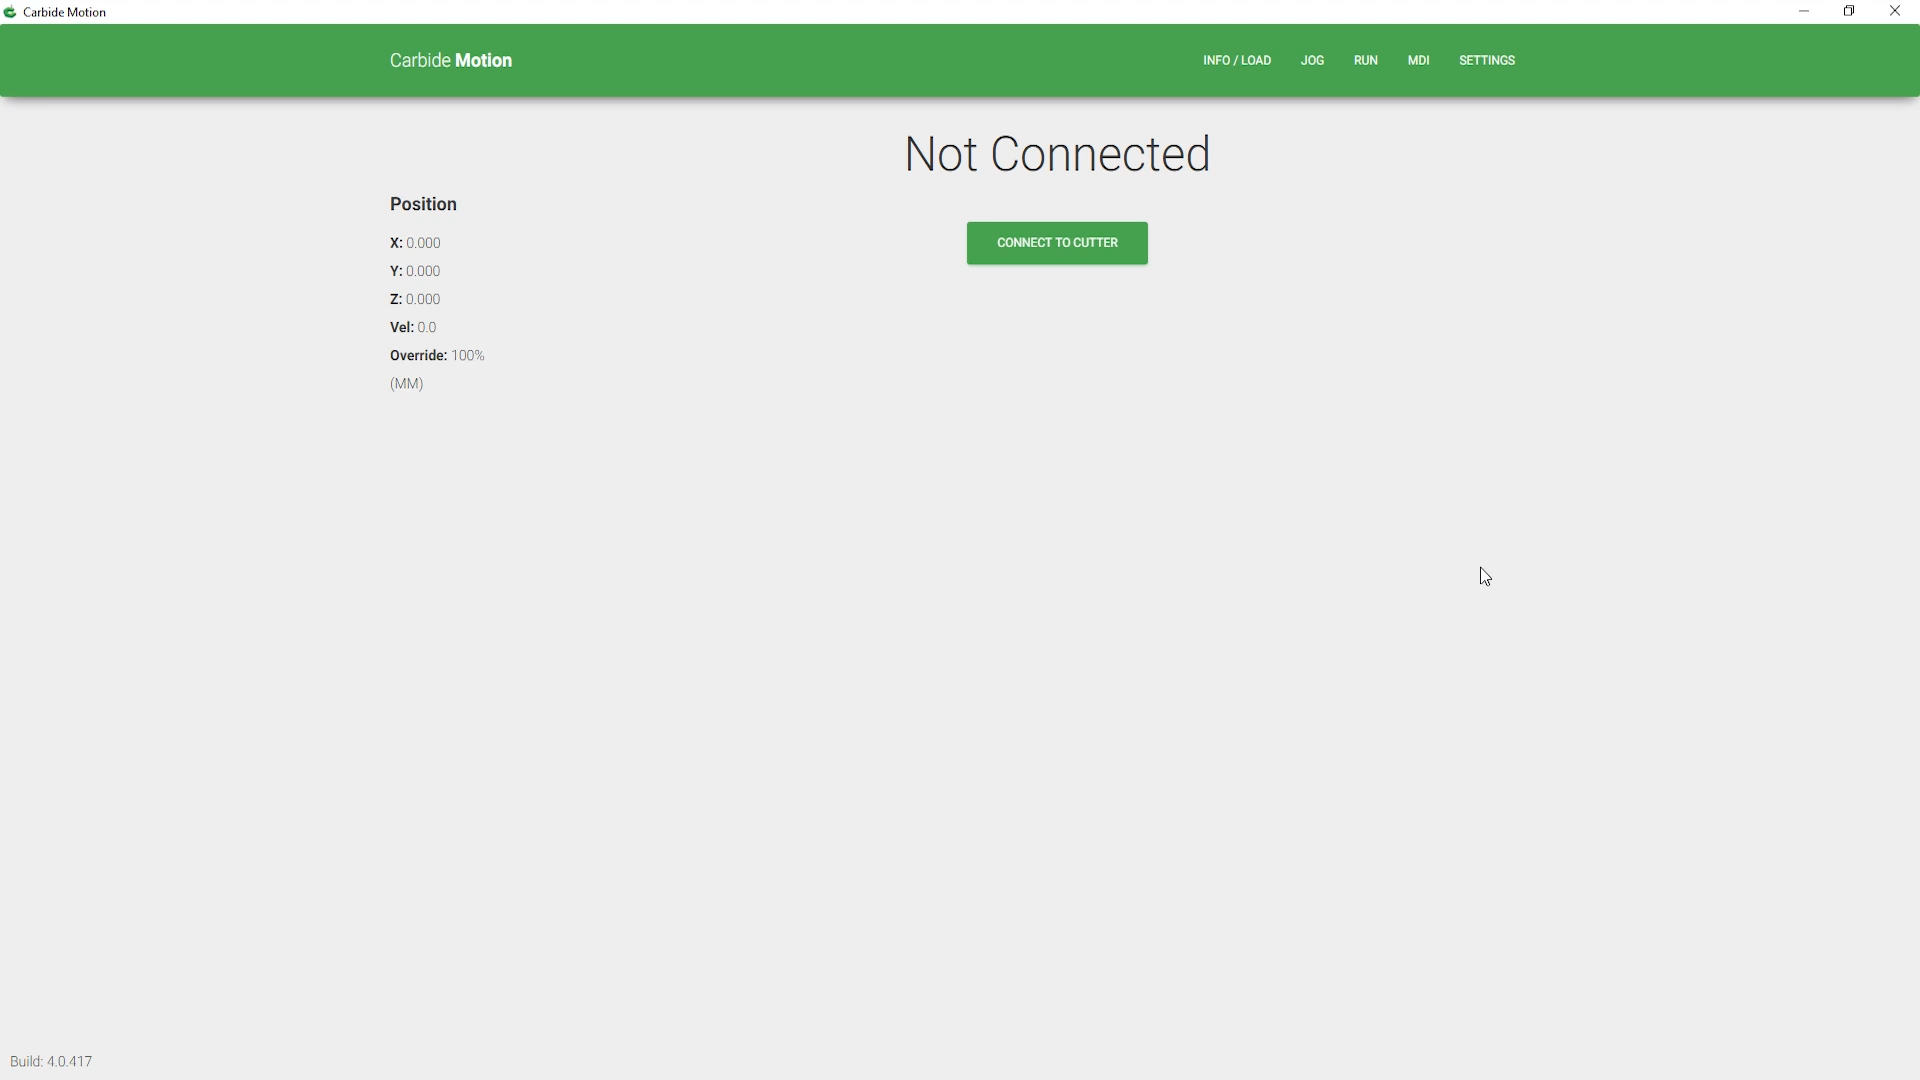 Carbide Motion
Carbide Motion
INFO / LOAD JOG RUN MDI SETTINGS
Not Connected
CONNECT TO CUTTER
Position
X: 0.000
Y: 0.000
Z: 0.000
Vel: 0.0
Override: 100%
(MM)
Build: 4.0.417